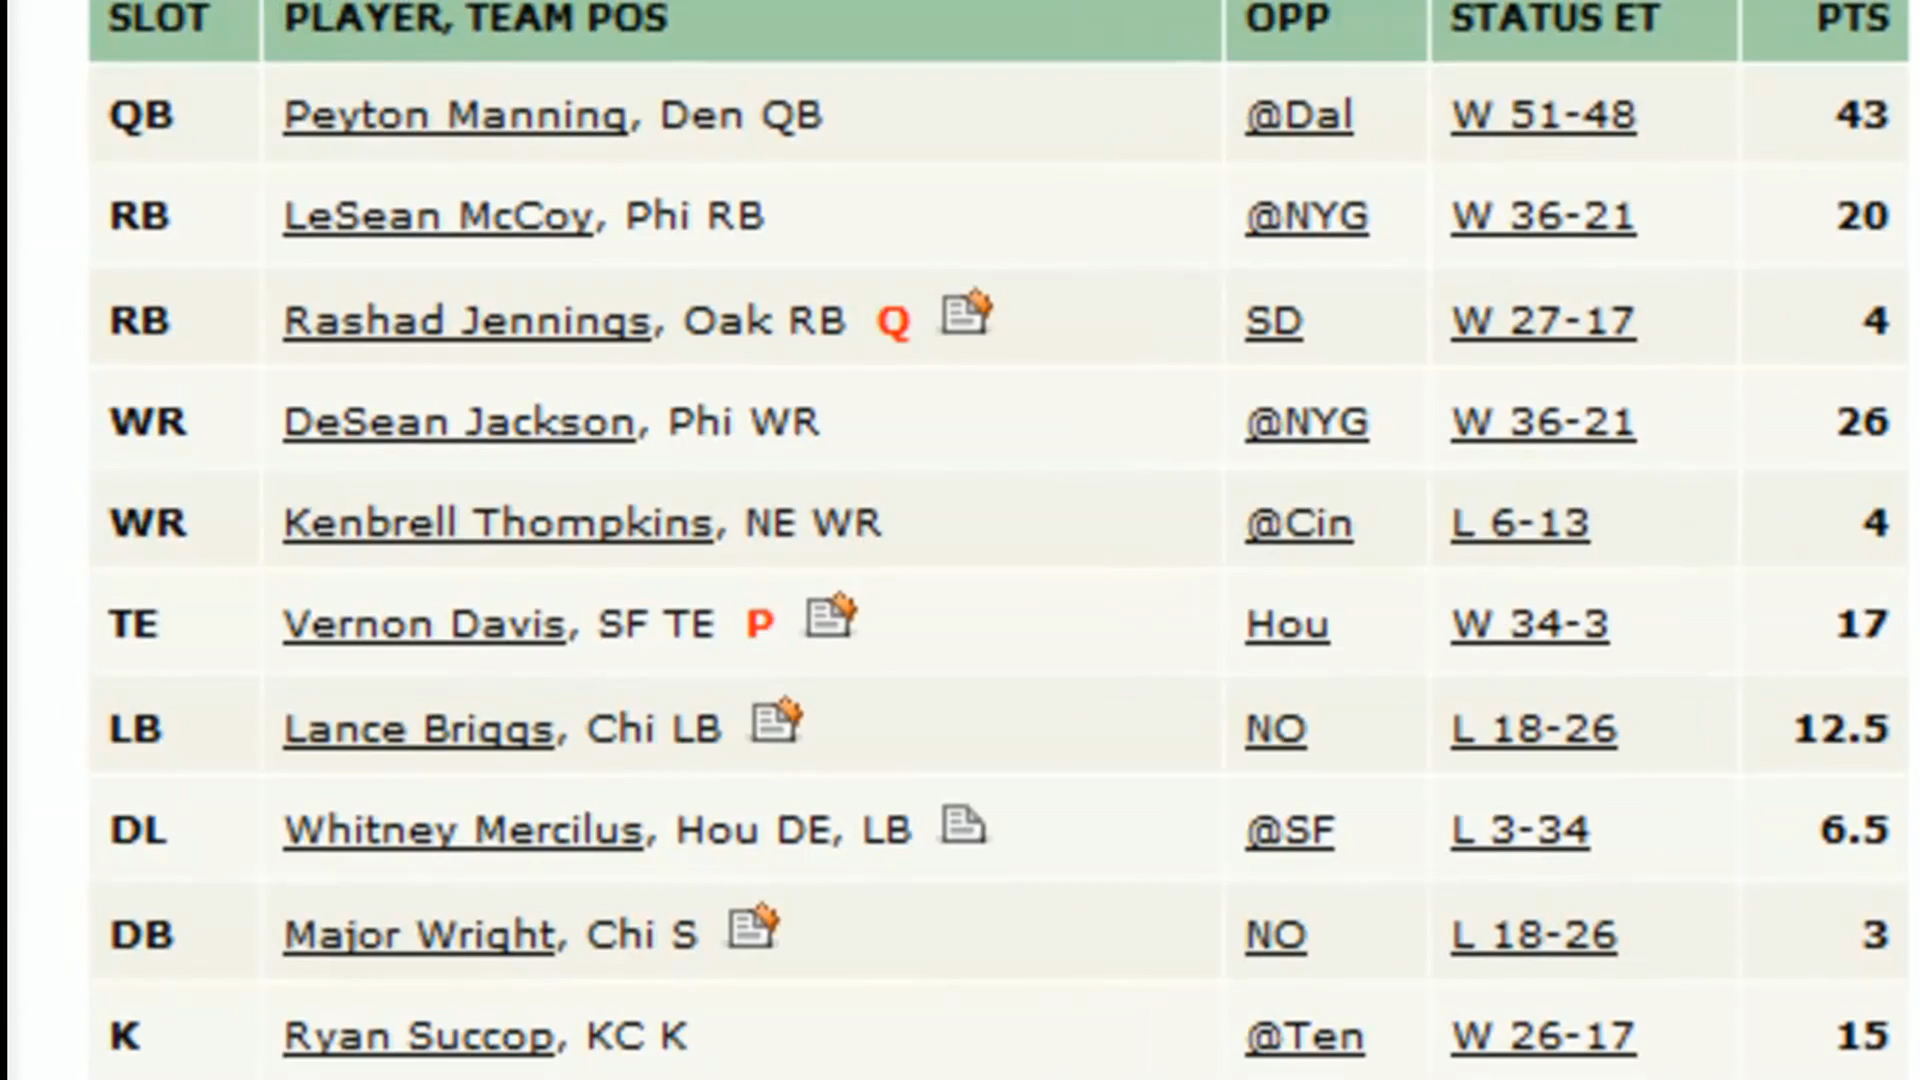 SLOT PLAYER, TEAM POS OPP STATUS ET PTS
QB Peyton Manning, Den QB @Dal W 51-48 43
RB LeSean McCoy, Phi RB @NYG W 36-21 20
RB Rashad Jennings, Oak RB Q SD W 27-17 4
WR DeSean Jackson, Phi WR @NYG W 36-21 26
WR Kenbrell Thompkins, NE WR @Cin L 6-13 4
TE Vernon Davis, SF TE P Hou W 34-3 17
LB Lance Briggs, Chi LB NO L 18-26 12.5
DL Whitney Mercilus, Hou DE, LB @SF L 3-34 6.5
DB Major Wright, Chi S NO L 18-26 3
K Ryan Succop, KC K @Ten W 26-17 15